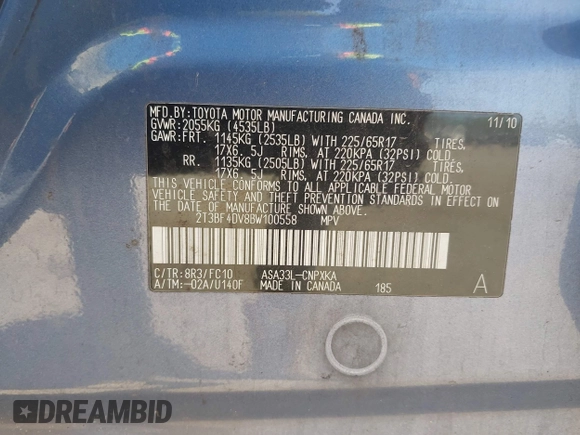 MFD.BY:TOYOTA MOTOR MANUFACTURING CANADA INC. 11/10
GVWR:2055KG (4535LB)
GAWR:FRT. 1145KG (2535LB) WITH 225/65R17 TIRES,
17X6 .5J RIMS, AT 220KPA (32PSI) COLD.
RR. 1135KG (2505LB) WITH 225/65R17 TIRES,
17X6 .5J RIMS, AT 220KPA (32PSI) COLD.
THIS VEHICLE CONFORMS TO ALL APPLICABLE FEDERAL MOTOR
VEHICLE SAFETY AND THEFT PREVENTION STANDARDS IN EFFECT
ON THE DATE OF MANUFACTURE SHOWN ABOVE.
2T3BF4DV8BW100558 MPV
C/TR:8R3/FC10 ASA33L-CNPXKA
A/TM:-02A/U140F MADE IN CANADA 185 A
DREAMBID